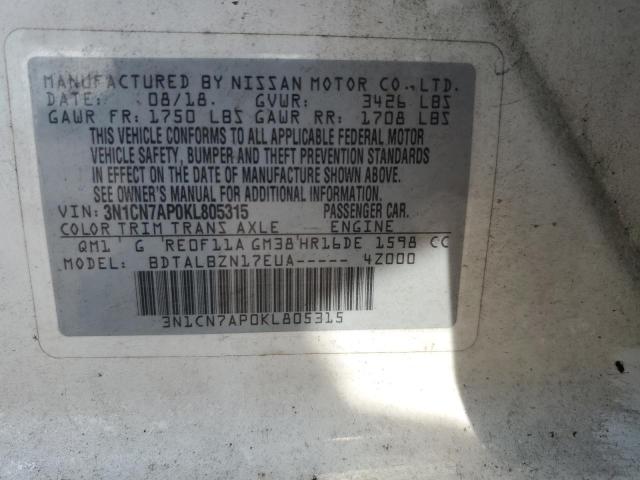 MANUFACTURED BY NISSAN MOTOR CO., LTD.
DATE: 08/18. GVWR: 3426 LBS
GAWR FR: 1750 LBS GAWR RR: 1708 LBS
THIS VEHICLE CONFORMS TO ALL APPLICABLE FEDERAL MOTOR
VEHICLE SAFETY, BUMPER AND THEFT PREVENTION STANDARDS
IN EFFECT ON THE DATE OF MANUFACTURE SHOWN ABOVE.
SEE OWNER'S MANUAL FOR ADDITIONAL INFORMATION.
VIN: 3N1CN7AP0KL805315 PASSENGER CAR.
COLOR TRIM TRANS AXLE ENGINE
QM1 G RE0F11A GM38 HR16DE 1598 CC
MODEL: BDTALBZN17EUA----- 4Z000
3N1CN7AP0KL805315